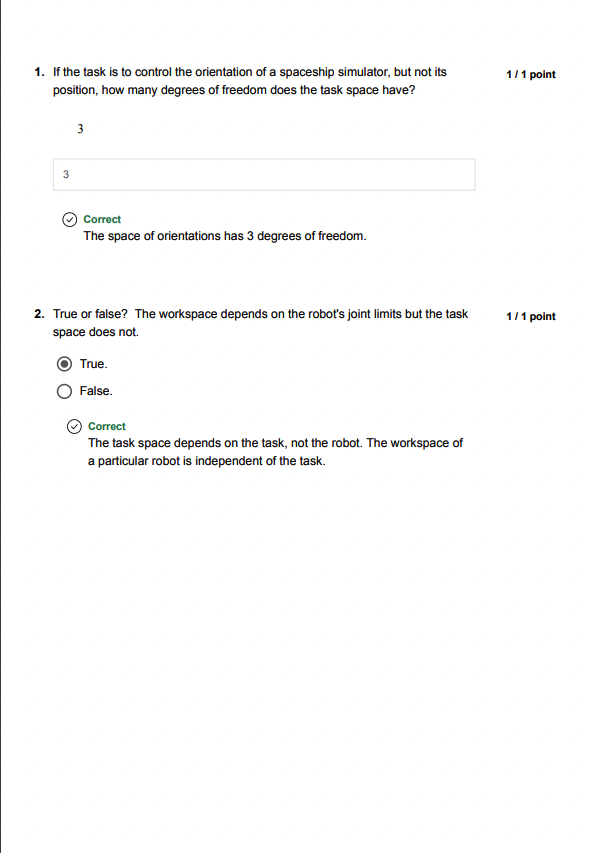 1. If the task is to control the orientation of a spaceship simulator, but not its
1 / 1 point
position, how many degrees of freedom does the task space have?
3
3
Correct
The space of orientations has 3 degrees of freedom.
2. True or false? The workspace depends on the robot's joint limits but the task
1 / 1 point
space does not.
True.
False.
Correct
The task space depends on the task, not the robot. The workspace of
a particular robot is independent of the task.